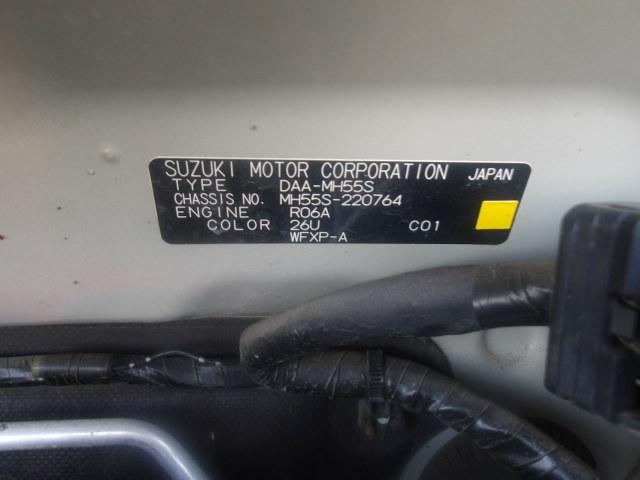 SUZUKI MOTOR CORPORATION JAPAN
TYPE DAA-MH55S
CHASSIS NO. MH55S-220764
ENGINE R06A
COLOR 26U C01
WFXP-A